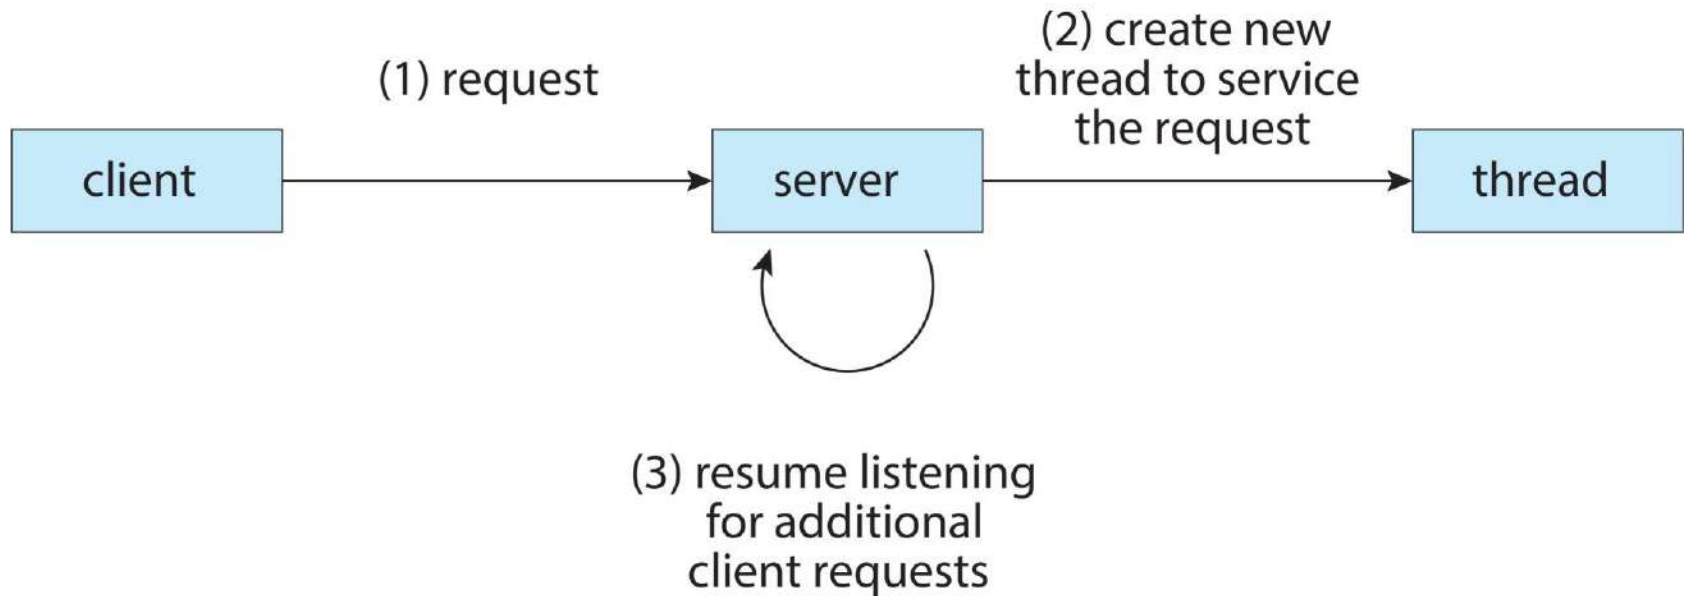 (1) request
(2) create new
thread to service
the request
client
server
thread
(3) resume listening
for additional
client requests